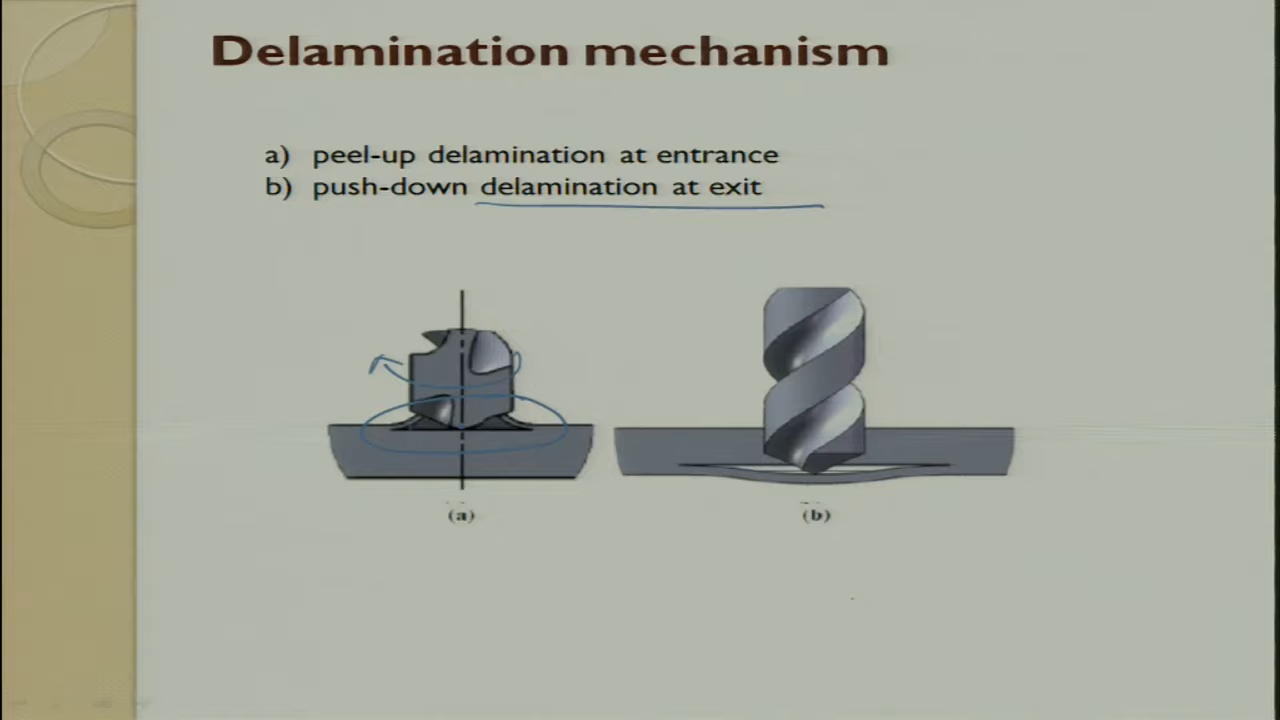 Delamination mechanism
a) peel-up delamination at entrance
b) push-down delamination at exit
(a)
(b)